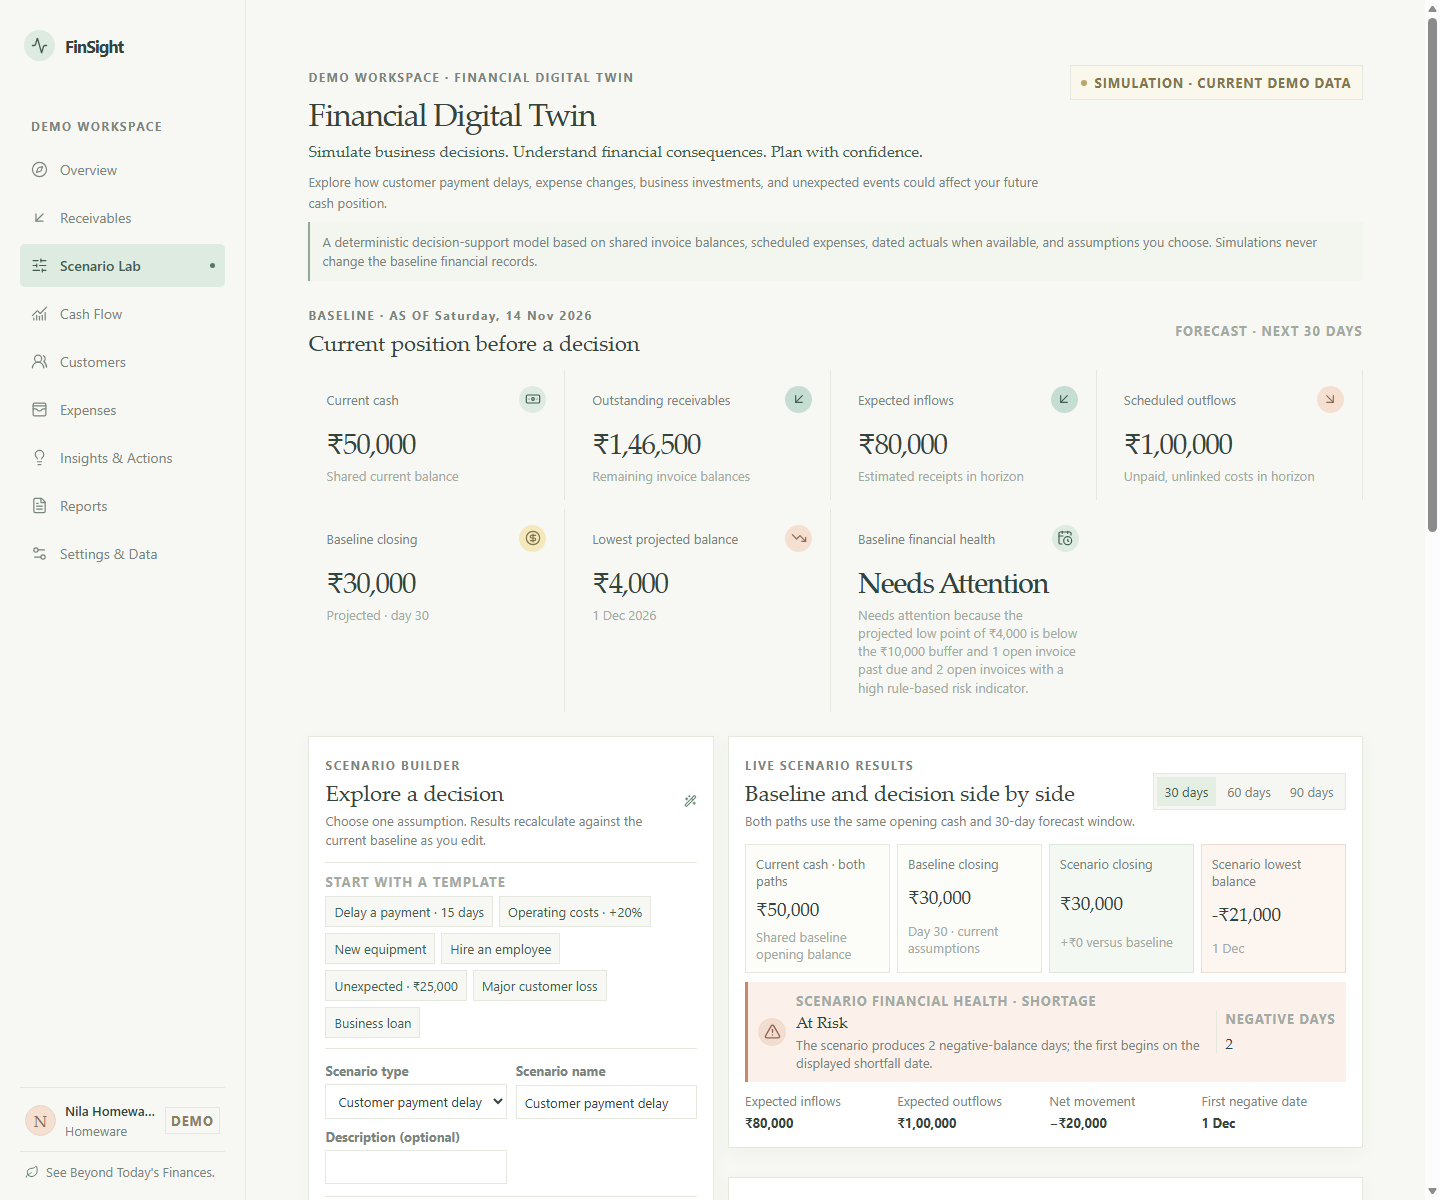 FinSight
DEMO WORKSPACE
Overview
Receivables
Scenario Lab
Cash Flow
Customers
Expenses
Insights & Actions
Reports
Settings & Data
N
Nila Homewa...
Homeware
DEMO
See Beyond Today's Finances.
DEMO WORKSPACE · FINANCIAL DIGITAL TWIN
SIMULATION · CURRENT DEMO DATA
Financial Digital Twin
Simulate business decisions. Understand financial consequences. Plan with confidence.
Explore how customer payment delays, expense changes, business investments, and unexpected events could affect your future
cash position.
A deterministic decision-support model based on shared invoice balances, scheduled expenses, dated actuals when available, and assumptions you choose. Simulations never
change the baseline financial records.
BASELINE · AS OF Saturday, 14 Nov 2026
Current position before a decision
FORECAST · NEXT 30 DAYS
Current cash
₹50,000
Shared current balance
Outstanding receivables
₹1,46,500
Remaining invoice balances
Expected inflows
₹80,000
Estimated receipts in horizon
Scheduled outflows
₹1,00,000
Unpaid, unlinked costs in horizon
Baseline closing
₹30,000
Projected · day 30
Lowest projected balance
₹4,000
1 Dec 2026
Baseline financial health
Needs Attention
Needs attention because the
projected low point of ₹4,000 is below
the ₹10,000 buffer and 1 open invoice
past due and 2 open invoices with a
high rule-based risk indicator.
SCENARIO BUILDER
Explore a decision
Choose one assumption. Results recalculate against the
current baseline as you edit.
START WITH A TEMPLATE
Delay a payment · 15 days
Operating costs · +20%
New equipment
Hire an employee
Unexpected · ₹25,000
Major customer loss
Business loan
Scenario type
Customer payment delay
Scenario name
Customer payment delay
Description (optional)
LIVE SCENARIO RESULTS
Baseline and decision side by side
Both paths use the same opening cash and 30-day forecast window.
30 days
60 days
90 days
Current cash · both
paths
₹50,000
Shared baseline
opening balance
Baseline closing
₹30,000
Day 30 · current
assumptions
Scenario closing
₹30,000
+₹0 versus baseline
Scenario lowest
balance
-₹21,000
1 Dec
SCENARIO FINANCIAL HEALTH · SHORTAGE
At Risk
The scenario produces 2 negative-balance days; the first begins on the
displayed shortfall date.
NEGATIVE DAYS
2
Expected inflows
₹80,000
Expected outflows
₹1,00,000
Net movement
−₹20,000
First negative date
1 Dec